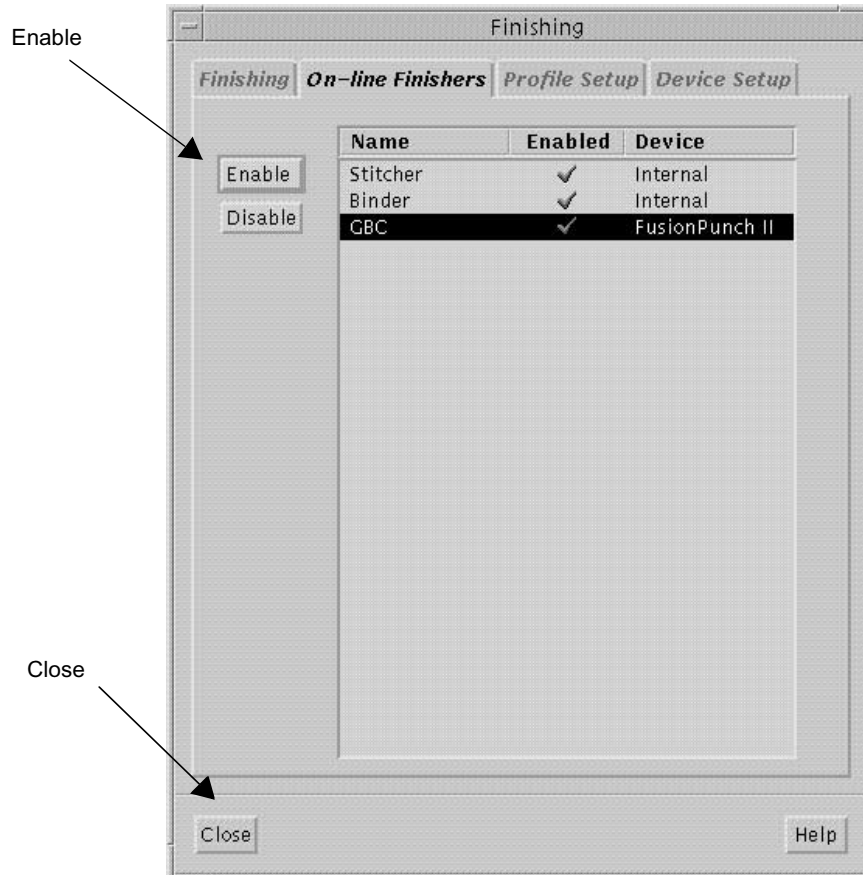 Finishing
Enable
Finishing On-line Finishers Profile Setup Device Setup
Name Enabled Device
Enable Stitcher Internal
Binder Internal
Disable GBC FusionPunch II
Close
Close Help